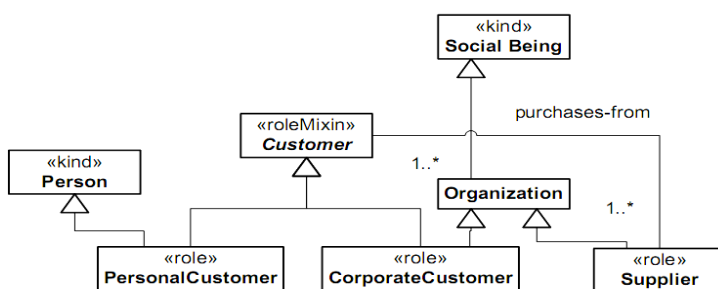 «kind»
Social Being
purchases-from
«roleMixin»
Customer
«kind»
Person
1..*
Organization
1..*
«role»
PersonalCustomer
«role»
CorporateCustomer
«role»
Supplier